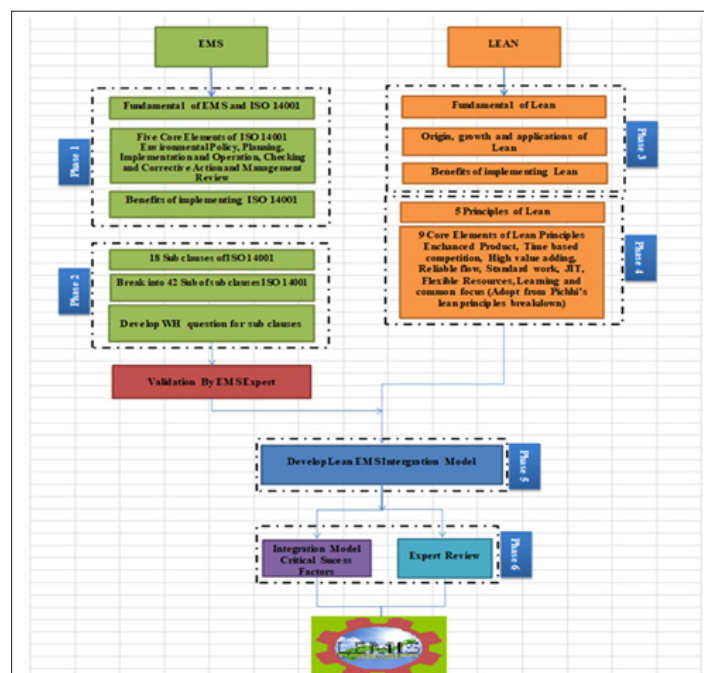 EMS
LEAN
Phase 1
Fundamental of EMS and ISO 14001
Five Core Elements of ISO 14001
Environmental Policy, Planning,
Implementation and Operation, Checking
and Corrective Action and Management
Review
Benefits of implementing ISO 14001
Fundamental of Lean
Origin, growth and applications of
Lean
Benefits of implementing Lean
Phase 3
Phase 2
18 Sub clauses of ISO 14001
Break into 42 Sub of sub clauses ISO 14001
Develop WH question for sub clauses
5 Principles of Lean
9 Core Elements of Lean Principles
Enchanced Product, Time based
competition, High value adding,
Reliable flow, Standard work, JIT,
Flexible Resources, Learning and
common focus (Adopt from Pichhi's
lean principles breakdown)
Phase 4
Validation By EMS Expert
Develop Lean EMS Intergration Model
Phase 5
Integration Model
Critical Sucess
Factors
Expert Review
Phase 6